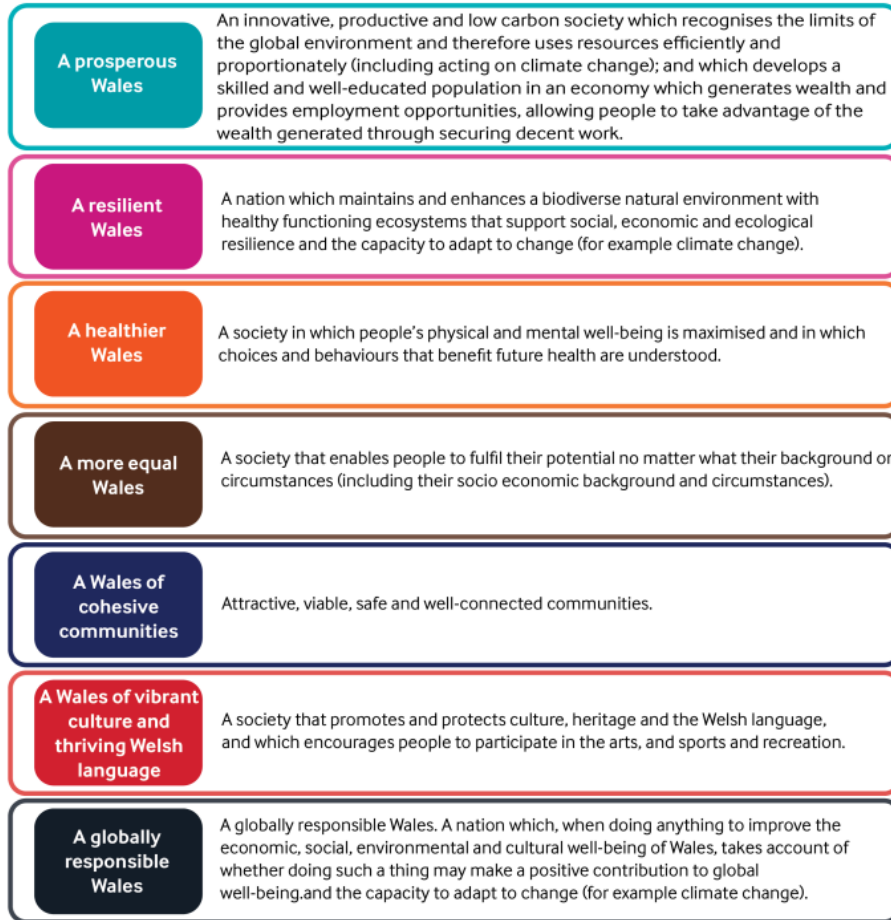 A prosperous
Wales
An innovative, productive and low carbon society which recognises the limits of
the global environment and therefore uses resources efficiently and
proportionately (including acting on climate change); and which develops a
skilled and well-educated population in an economy which generates wealth and
provides employment opportunities, allowing people to take advantage of the
wealth generated through securing decent work.
A resilient
Wales
A nation which maintains and enhances a biodiverse natural environment with
healthy functioning ecosystems that support social, economic and ecological
resilience and the capacity to adapt to change (for example climate change).
A healthier
Wales
A society in which people's physical and mental well-being is maximised and in which
choices and behaviours that benefit future health are understood.
A more equal
Wales
A society that enables people to fulfil their potential no matter what their background or
circumstances (including their socio economic background and circumstances).
A Wales of
cohesive
communities
Attractive, viable, safe and well-connected communities.
A Wales of vibrant
culture and
thriving Welsh
language
A society that promotes and protects culture, heritage and the Welsh language,
and which encourages people to participate in the arts, and sports and recreation.
A globally
responsible
Wales
A globally responsible Wales. A nation which, when doing anything to improve the
economic, social, environmental and cultural well-being of Wales, takes account of
whether doing such a thing may make a positive contribution to global
well-being.and the capacity to adapt to change (for example climate change).